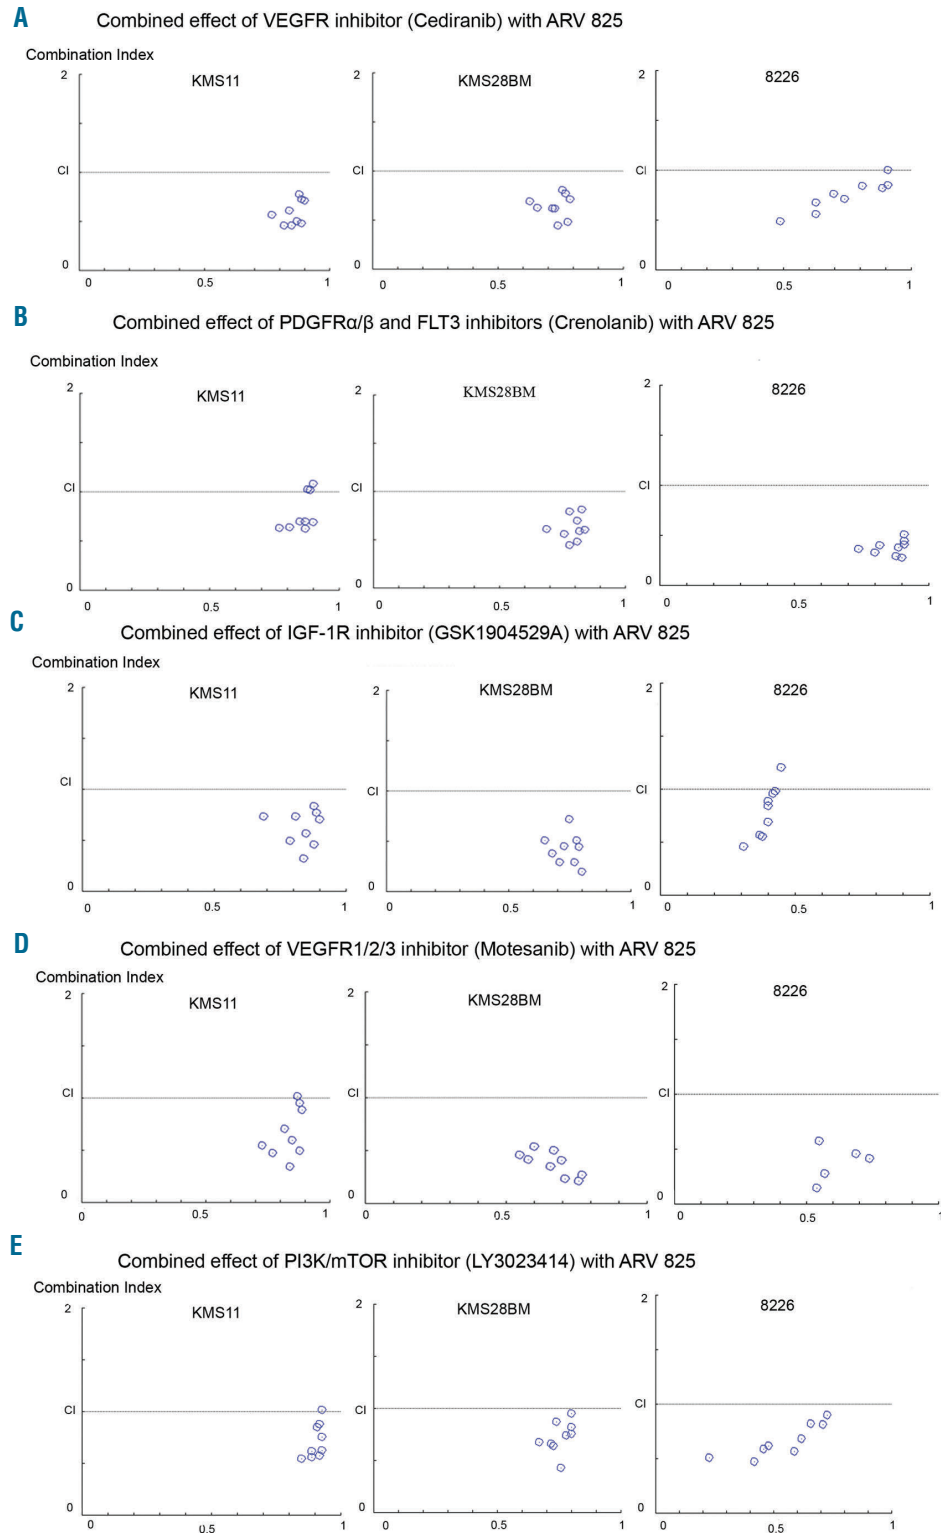 A
Combined effect of VEGFR inhibitor (Cediranib) with ARV 825
Combination Index
KMS11
KMS28BM
8226
2
2
2
CI
CI
CI
0
0
0
0 0.5 1
0 0.5 1
0 0.5 1
B
Combined effect of PDGFRα/β and FLT3 inhibitors (Crenolanib) with ARV 825
Combination Index
KMS11
KMS28BM
8226
2
2
2
CI
CI
CI
0
0
0
0 0.5 1
0 0.5 1
0 0.5 1
C
Combined effect of IGF-1R inhibitor (GSK1904529A) with ARV 825
Combination Index
KMS11
KMS28BM
8226
2
2
2
CI
CI
CI
0
0
0
0 0.5 1
0 0.5 1
0 0.5 1
D
Combined effect of VEGFR1/2/3 inhibitor (Motesanib) with ARV 825
Combination Index
KMS11
KMS28BM
8226
2
2
2
CI
CI
CI
0
0
0
0 0.5 1
0 0.5 1
0 0.5 1
E
Combined effect of PI3K/mTOR inhibitor (LY3023414) with ARV 825
Combination Index
KMS11
KMS28BM
8226
2
2
2
CI
CI
CI
0
0
0
0 0.5 1
0 0.5 1
0 0.5 1